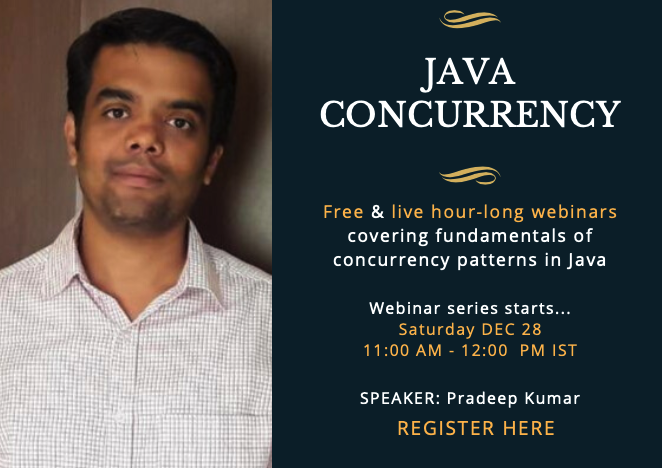 JAVA
CONCURRENCY
Free & live hour-long webinars
covering fundamentals of
concurrency patterns in Java
Webinar series starts...
Saturday DEC 28
11:00 AM - 12:00 PM IST
SPEAKER: Pradeep Kumar
REGISTER HERE